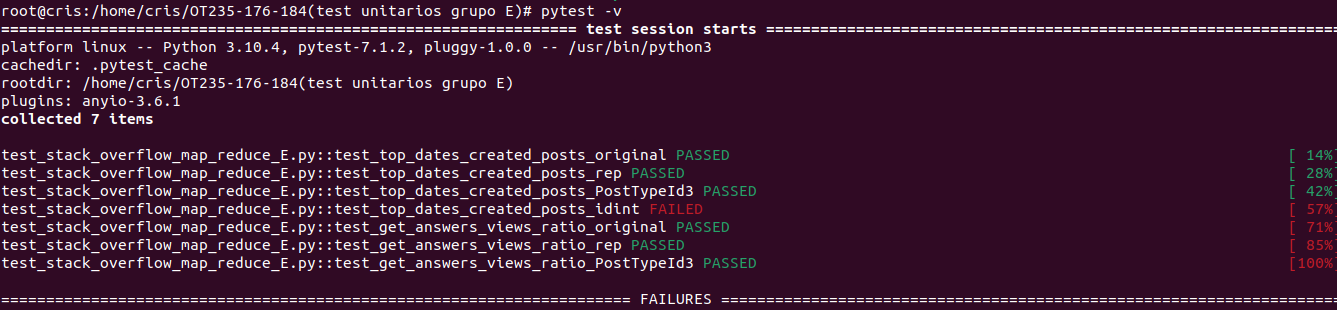 root@cris:/home/cris/OT235-176-184(test unitarios grupo E)# pytest -v
================================================================ test session starts ================================================================
platform linux -- Python 3.10.4, pytest-7.1.2, pluggy-1.0.0 -- /usr/bin/python3
cachedir: .pytest_cache
rootdir: /home/cris/OT235-176-184(test unitarios grupo E)
plugins: anyio-3.6.1
collected 7 items
test_stack_overflow_map_reduce_E.py::test_top_dates_created_posts_original PASSED [ 14%]
test_stack_overflow_map_reduce_E.py::test_top_dates_created_posts_rep PASSED [ 28%]
test_stack_overflow_map_reduce_E.py::test_top_dates_created_posts_PostTypeId3 PASSED [ 42%]
test_stack_overflow_map_reduce_E.py::test_top_dates_created_posts_idint FAILED [ 57%]
test_stack_overflow_map_reduce_E.py::test_get_answers_views_ratio_original PASSED [ 71%]
test_stack_overflow_map_reduce_E.py::test_get_answers_views_ratio_rep PASSED [ 85%]
test_stack_overflow_map_reduce_E.py::test_get_answers_views_ratio_PostTypeId3 PASSED [100%]
====================================================================== FAILURES ======================================================================